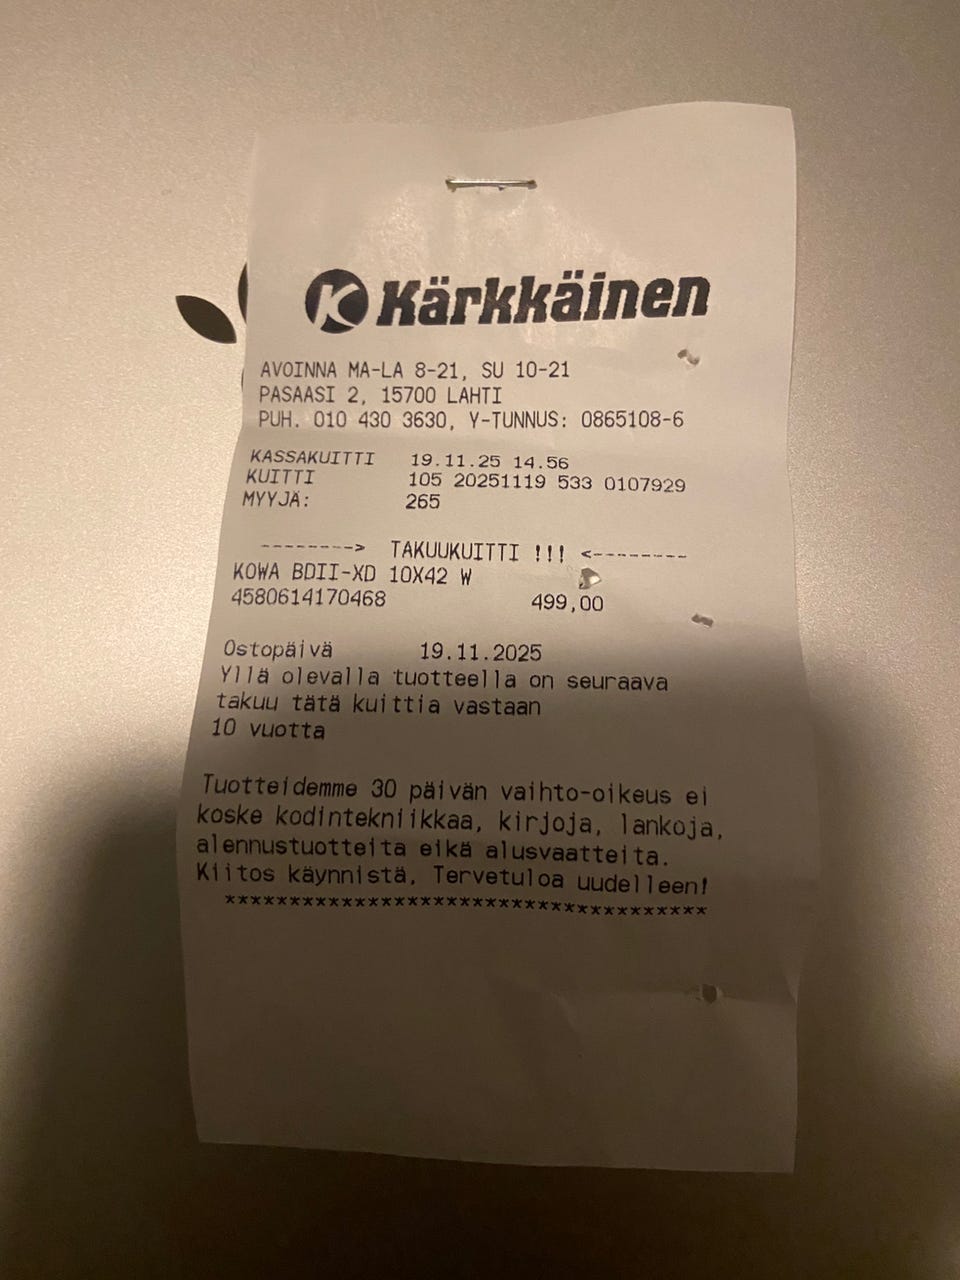 K Kärkkäinen
AVOINNA MA-LA 8-21, SU 10-21
PASAASI 2, 15700 LAHTI
PUH. 010 430 3630, Y-TUNNUS: 0865108-6
KASSAKUITTI 19.11.25 14.56
KUITTI 105 20251119 533 0107929
MYYJÄ: 265
--------> TAKUUKUITTI !!! <--------
KOWA BDII-XD 10X42 W
4580614170468 499,00
Ostopäivä 19.11.2025
Yllä olevalla tuotteella on seuraava
takuu tätä kuittia vastaan
10 vuotta
Tuotteidemme 30 päivän vaihto-oikeus ei
koske kodintekniikkaa, kirjoja, lankoja,
alennustuotteita eikä alusvaatteita.
Kiitos käynnistä, Tervetuloa uudelleen!
*************************************